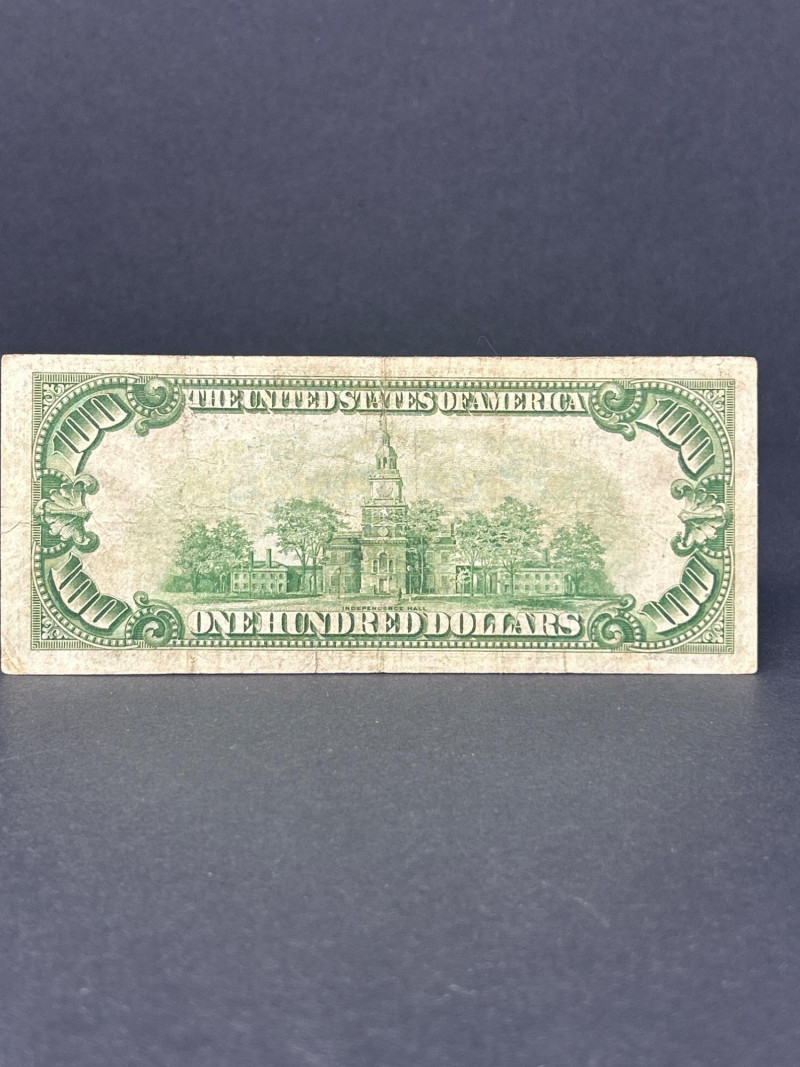 THE UNITED STATES OF AMERICA
100 100
100 100
INDEPENDENCE HALL
ONE HUNDRED DOLLARS